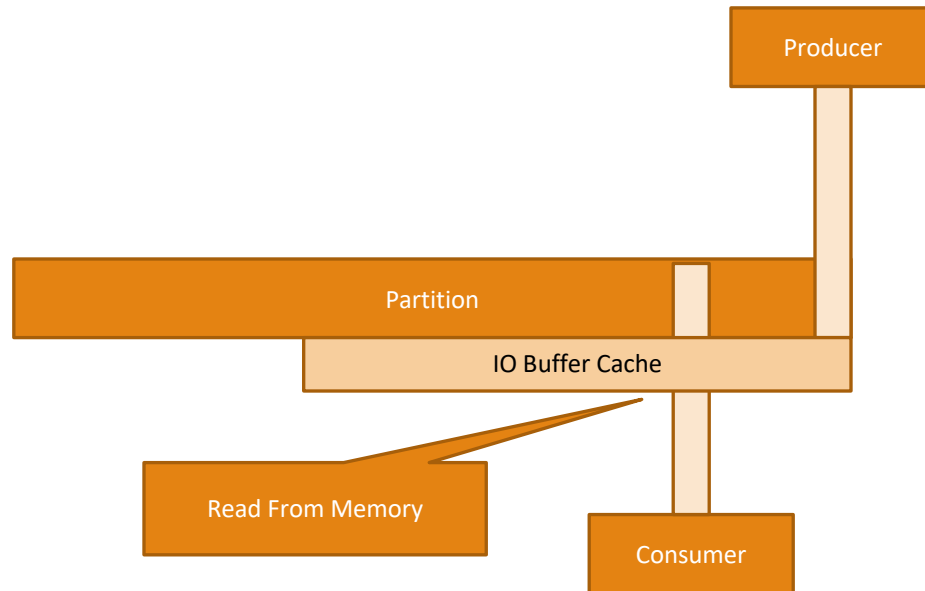 Producer
Partition
IO Buffer Cache
Read From Memory
Consumer